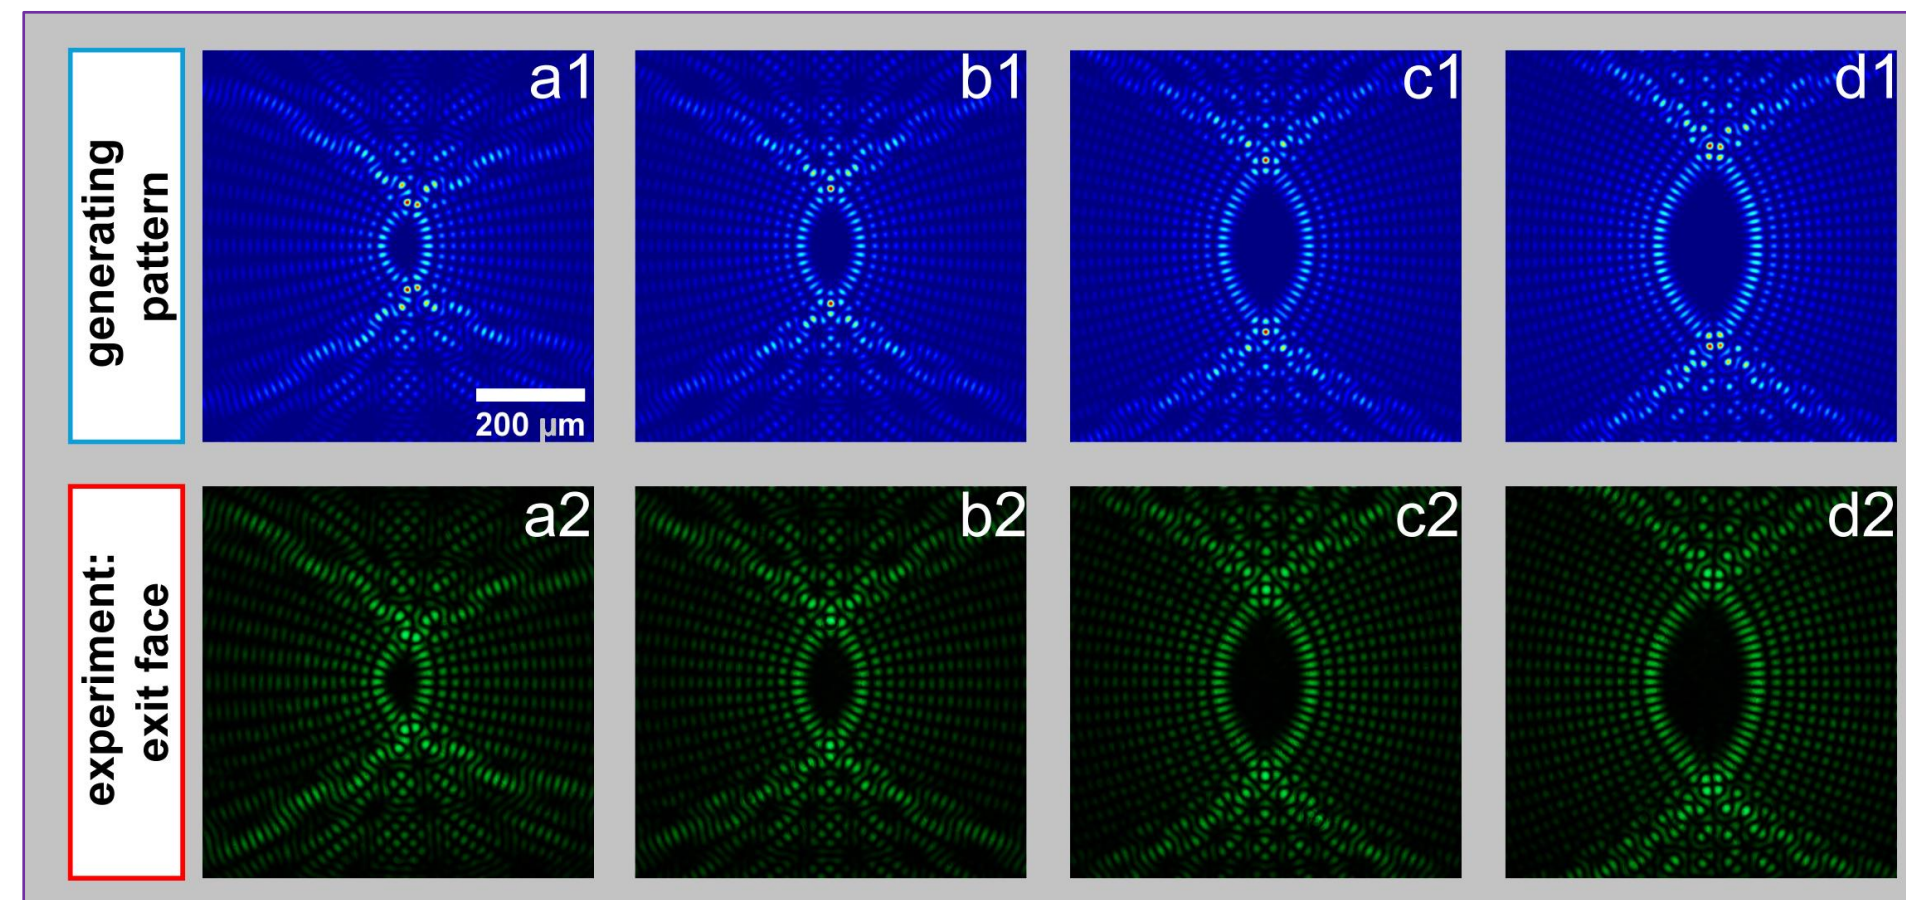 generating
pattern
a1
b1
c1
d1
200 µm
experiment:
exit face
a2
b2
c2
d2